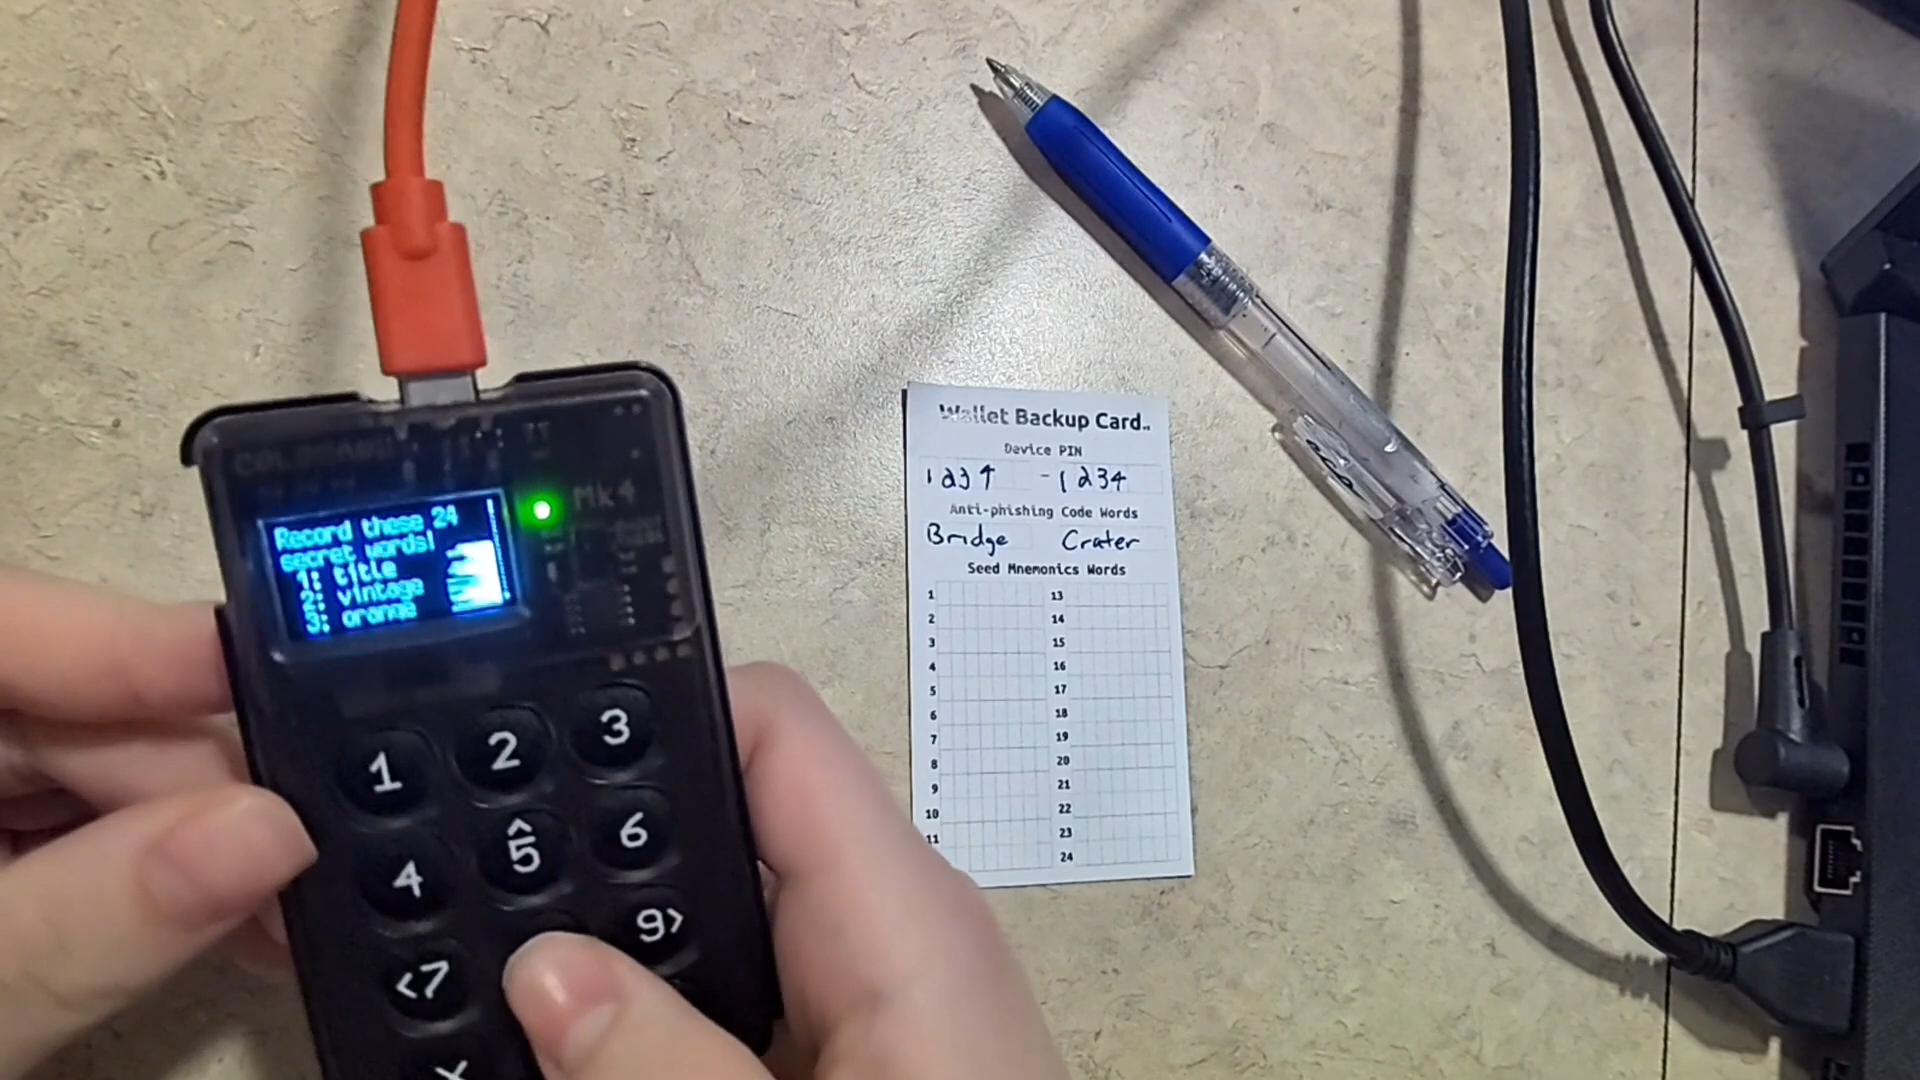 COLDCARD
Mk4
Record these 24
secret words!
1: title
2: vintage
3: orange
1
2
3
4
^
5
6
<7
9>
X
Wallet Backup Card™
Device PIN
1234 - 1234
Anti-phishing Code Words
Bridge Crater
Seed Mnemonics Words
1 13
2 14
3 15
4 16
5 17
6 18
7 19
8 20
9 21
10 22
11 23
24